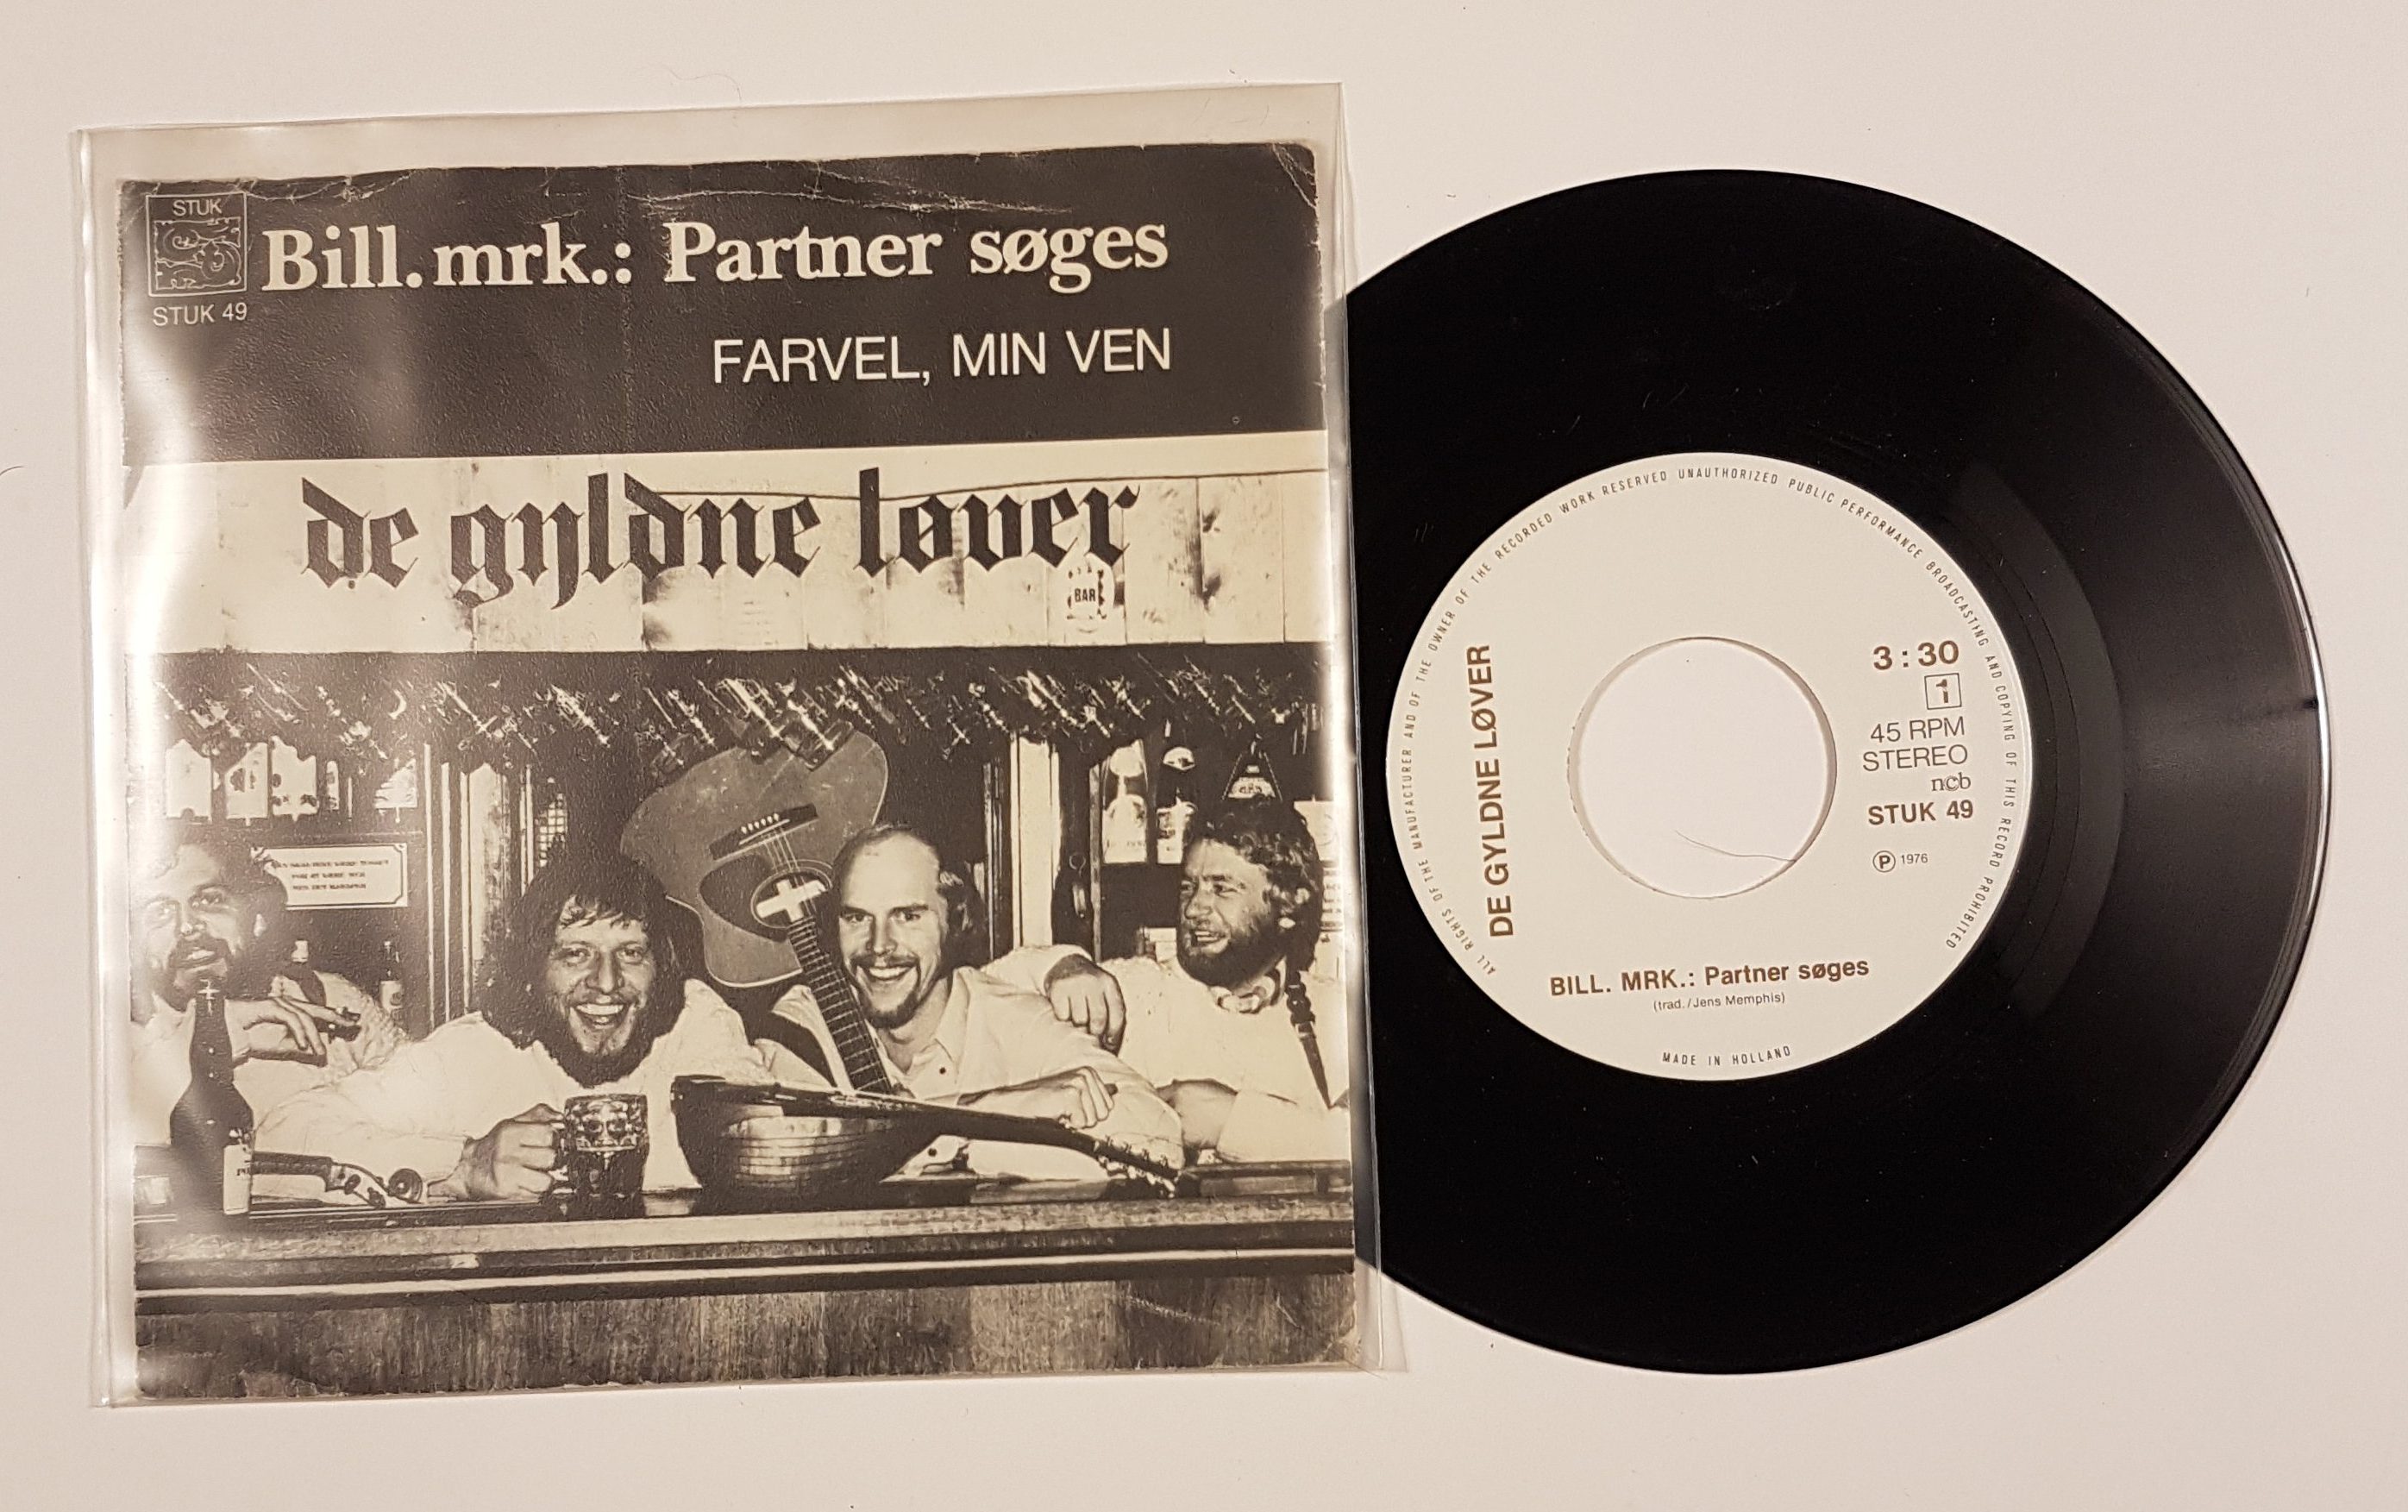 STUK
STUK 49
Bill. mrk.: Partner søges
FARVEL, MIN VEN
de gyldne løver
BAR
ALL RIGHTS OF THE MANUFACTURER AND OF THE OWNER OF THE RECORDED WORK RESERVED UNAUTHORIZED PUBLIC PERFORMANCE BROADCASTING AND COPYING OF THIS RECORD PROHIBITED
DE GYLDNE LØVER
3:30
1
45 RPM
STEREO
ncb
STUK 49
Ⓟ 1976
BILL. MRK.: Partner søges
(trad./Jens Memphis)
MADE IN HOLLAND